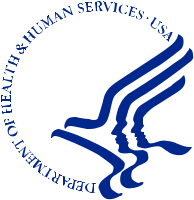 DEPARTMENT OF HEALTH & HUMAN SERVICES · USA